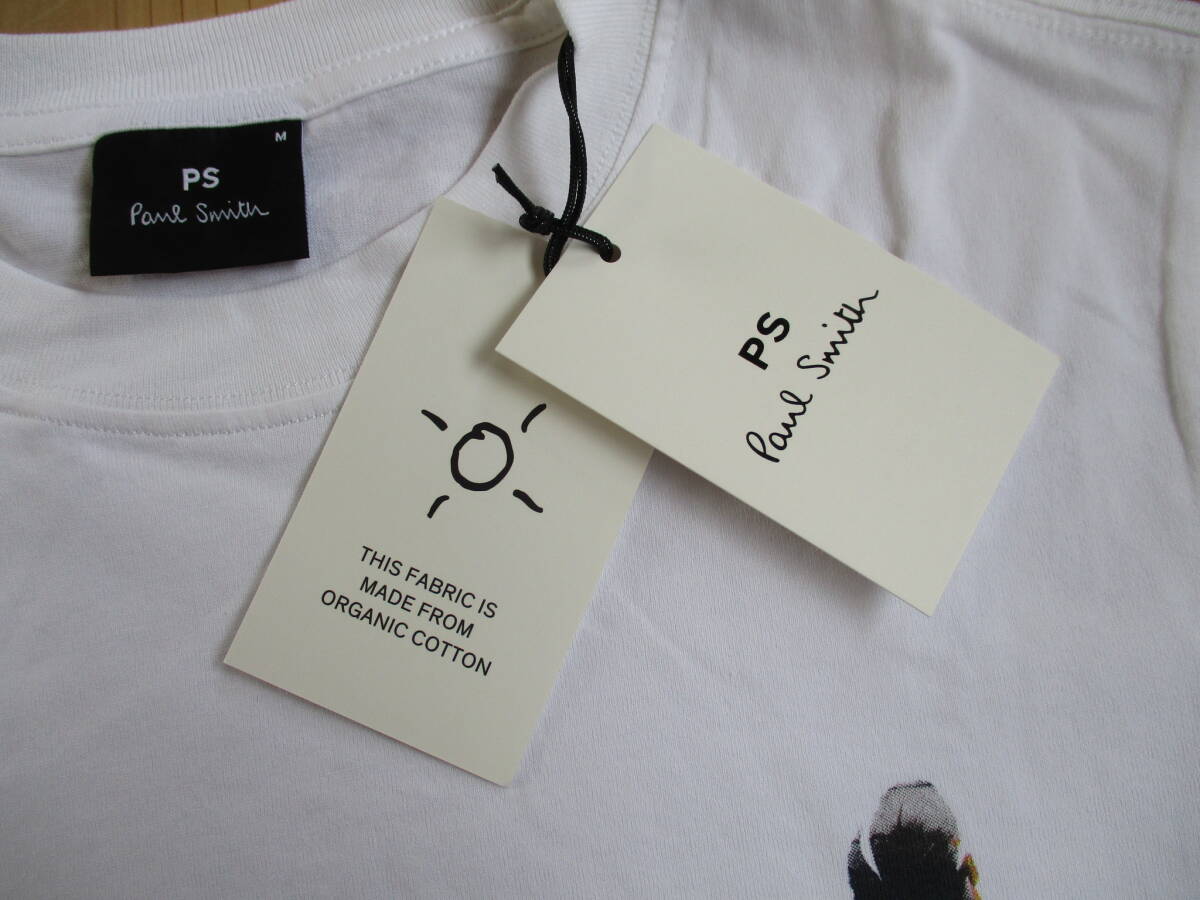 M
PS
Paul Smith
PS
Paul Smith
THIS FABRIC IS
MADE FROM
ORGANIC COTTON